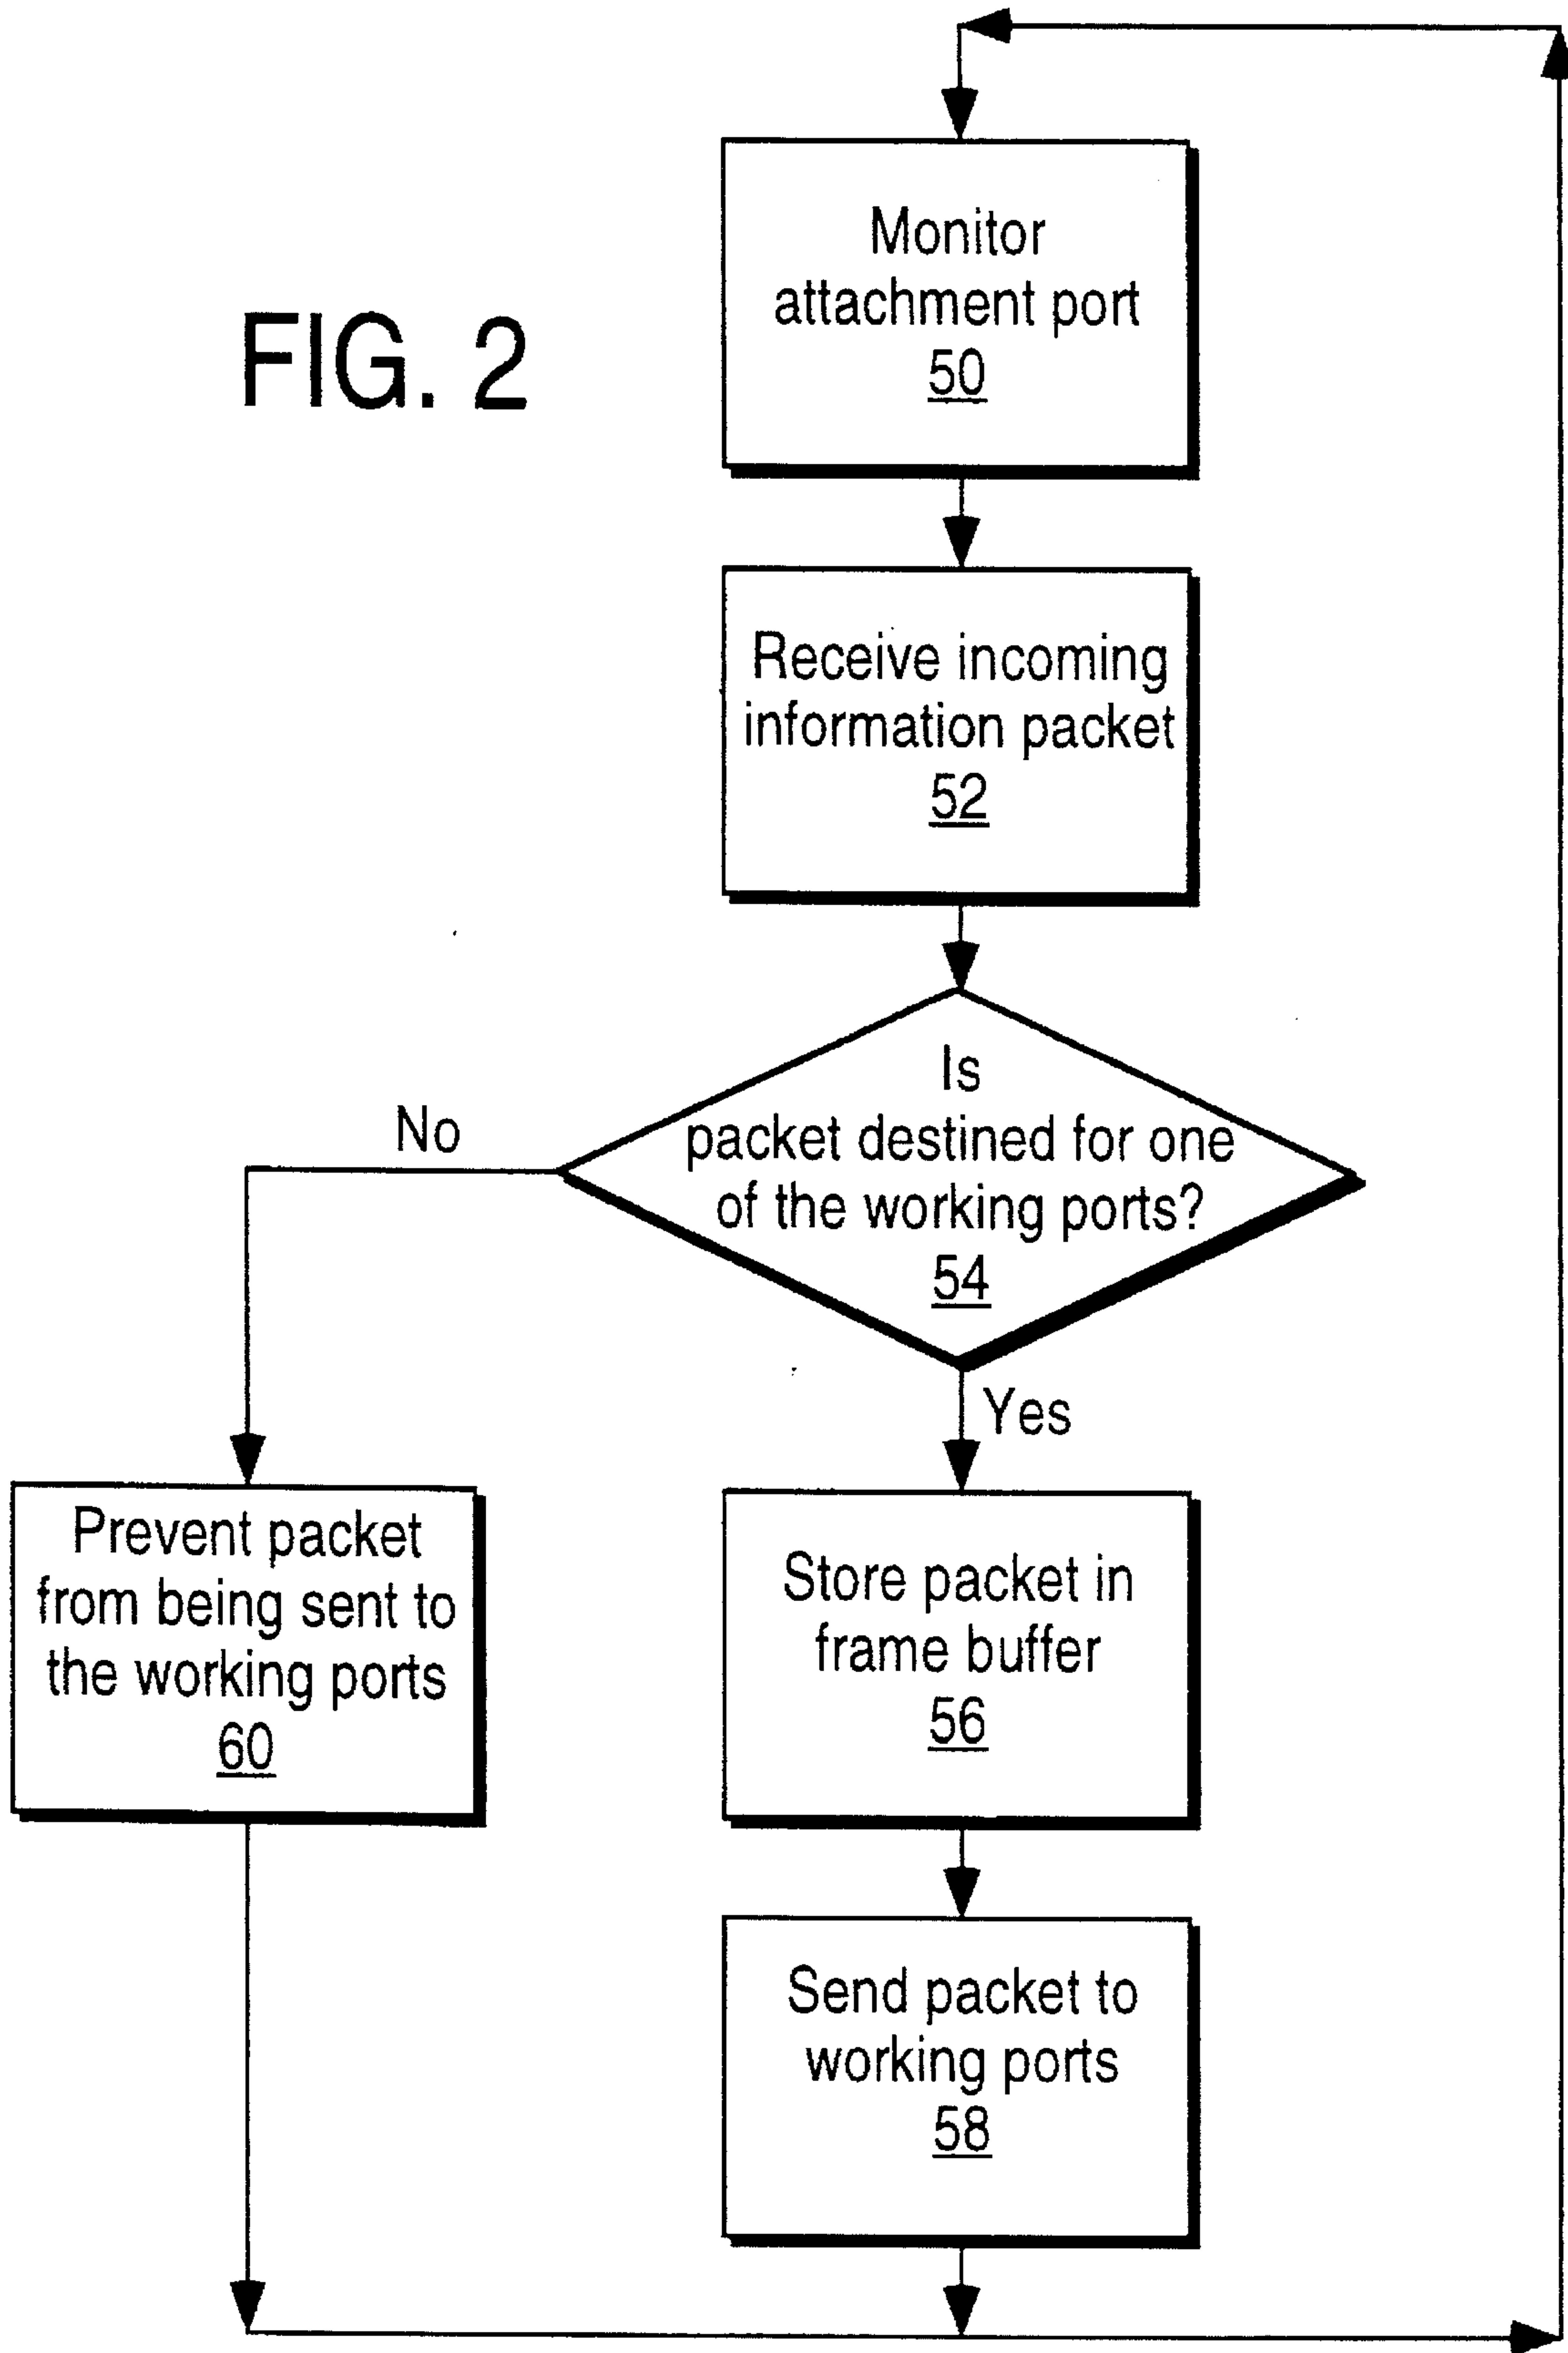 FIG. 2
Monitor
attachment port
50
Receive incoming
information packet
52
Is
packet destined for one
of the working ports?
54
No
Yes
Prevent packet
from being sent to
the working ports
60
Store packet in
frame buffer
56
Send packet to
working ports
58